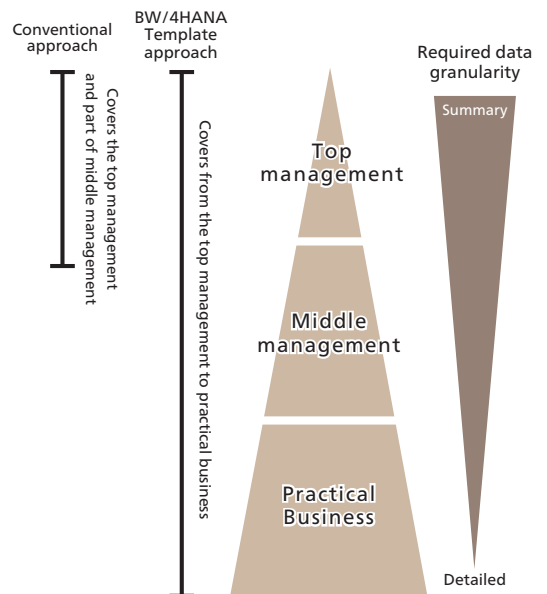 Conventional
approach
BW/4HANA
Template
approach
Covers the top management
and part of middle management
Covers from the top management to practical business
Top
management
Middle
management
Practical
Business
Required data
granularity
Summary
Detailed